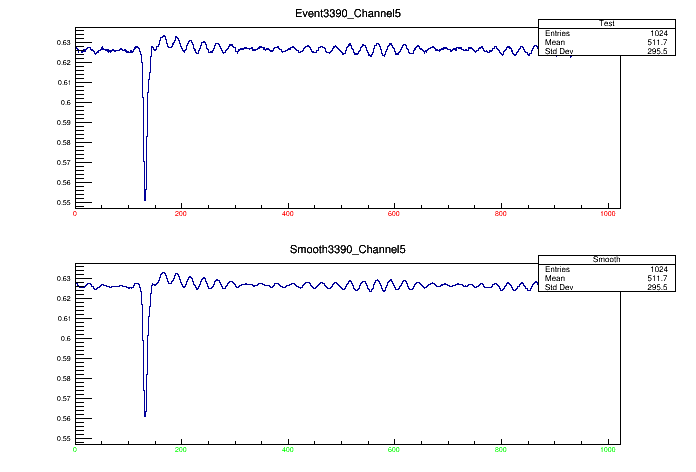 Event3390_Channel5
Test
Entries 1024
Mean 511.7
Std Dev 295.5
0.63
0.62
0.61
0.6
0.59
0.58
0.57
0.56
0.55
0 200 400 600 800 1000
Smooth3390_Channel5
Smooth
Entries 1024
Mean 511.7
Std Dev 295.5
0.63
0.62
0.61
0.6
0.59
0.58
0.57
0.56
0.55
0 200 400 600 800 1000